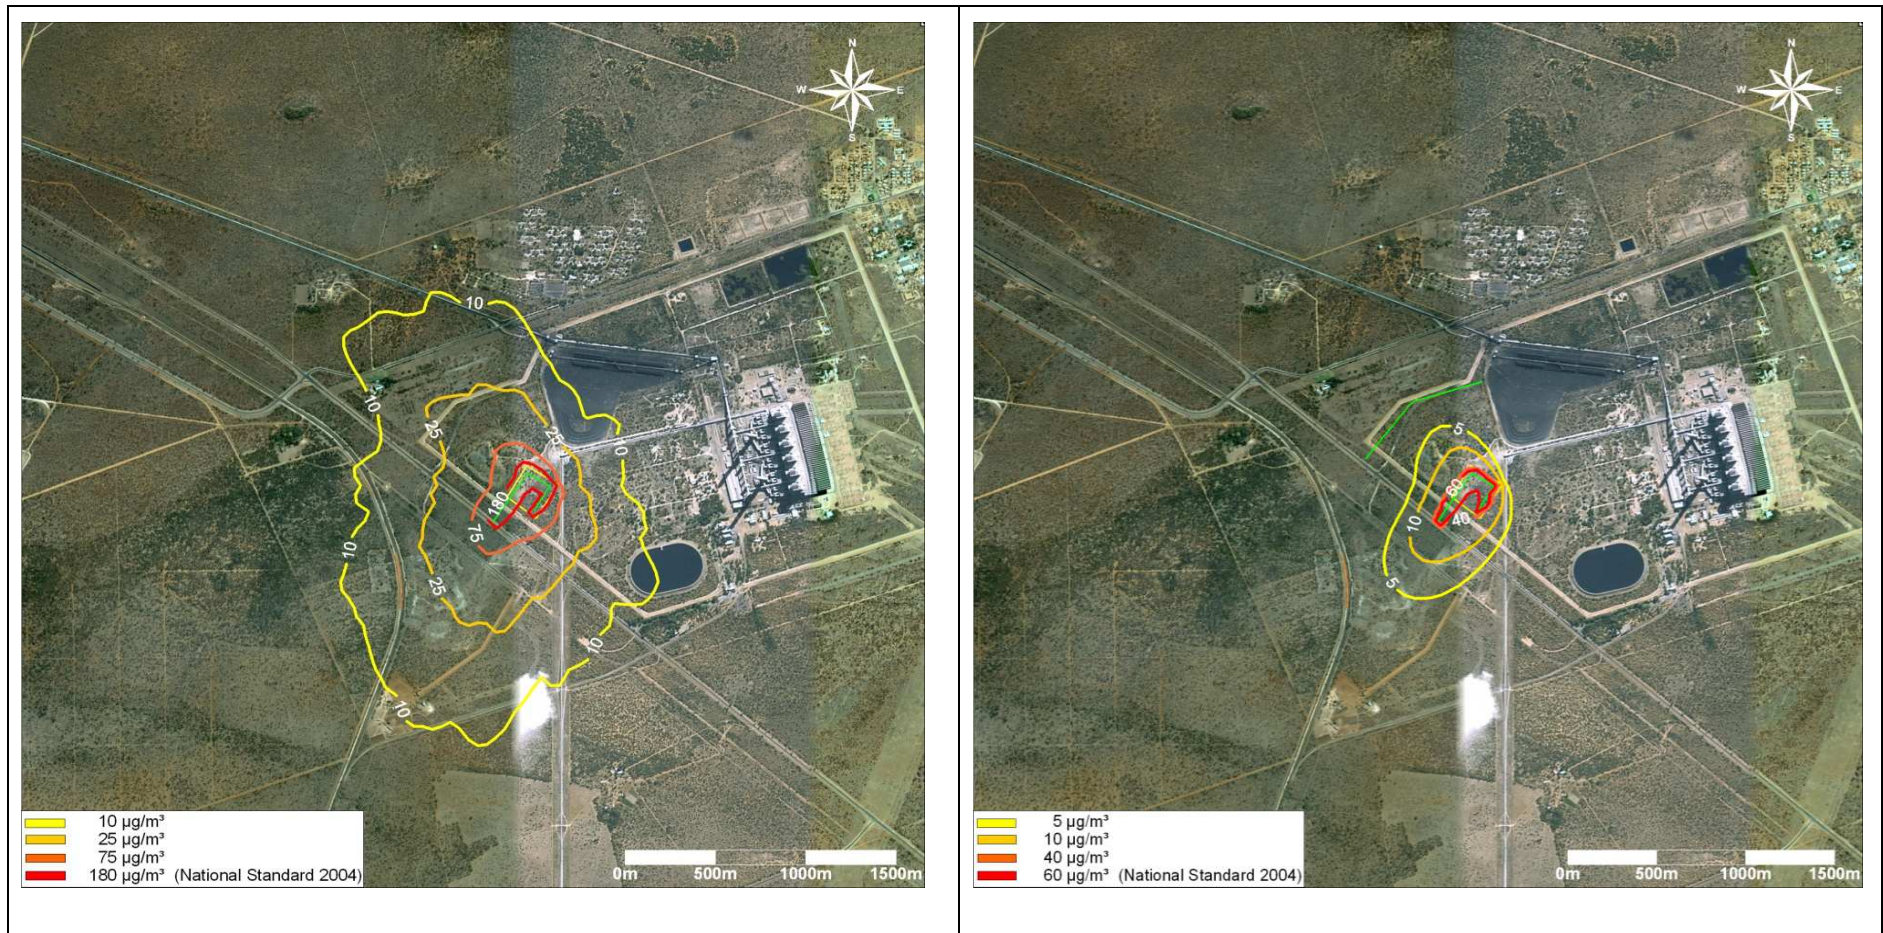 N
W E
S
10
10
25
25
10
180
75
10
25
10
10
10 µg/m³
25 µg/m³
75 µg/m³
180 µg/m³ (National Standard 2004)
0m 500m 1000m 1500m
N
W E
S
5
60
10 40
5
5 µg/m³
10 µg/m³
40 µg/m³
60 µg/m³ (National Standard 2004)
0m 500m 1000m 1500m